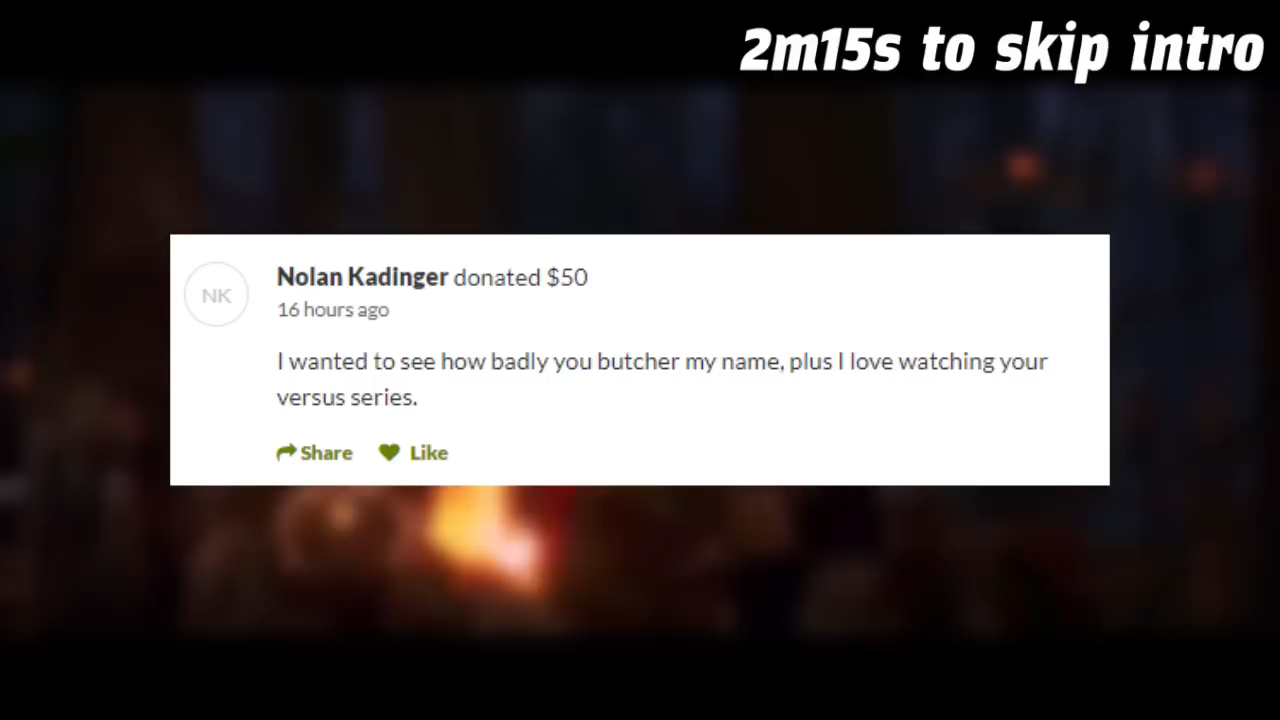 2m15s to skip intro
NK
Nolan Kadinger donated $50
16 hours ago
I wanted to see how badly you butcher my name, plus I love watching your
versus series.
Share Like